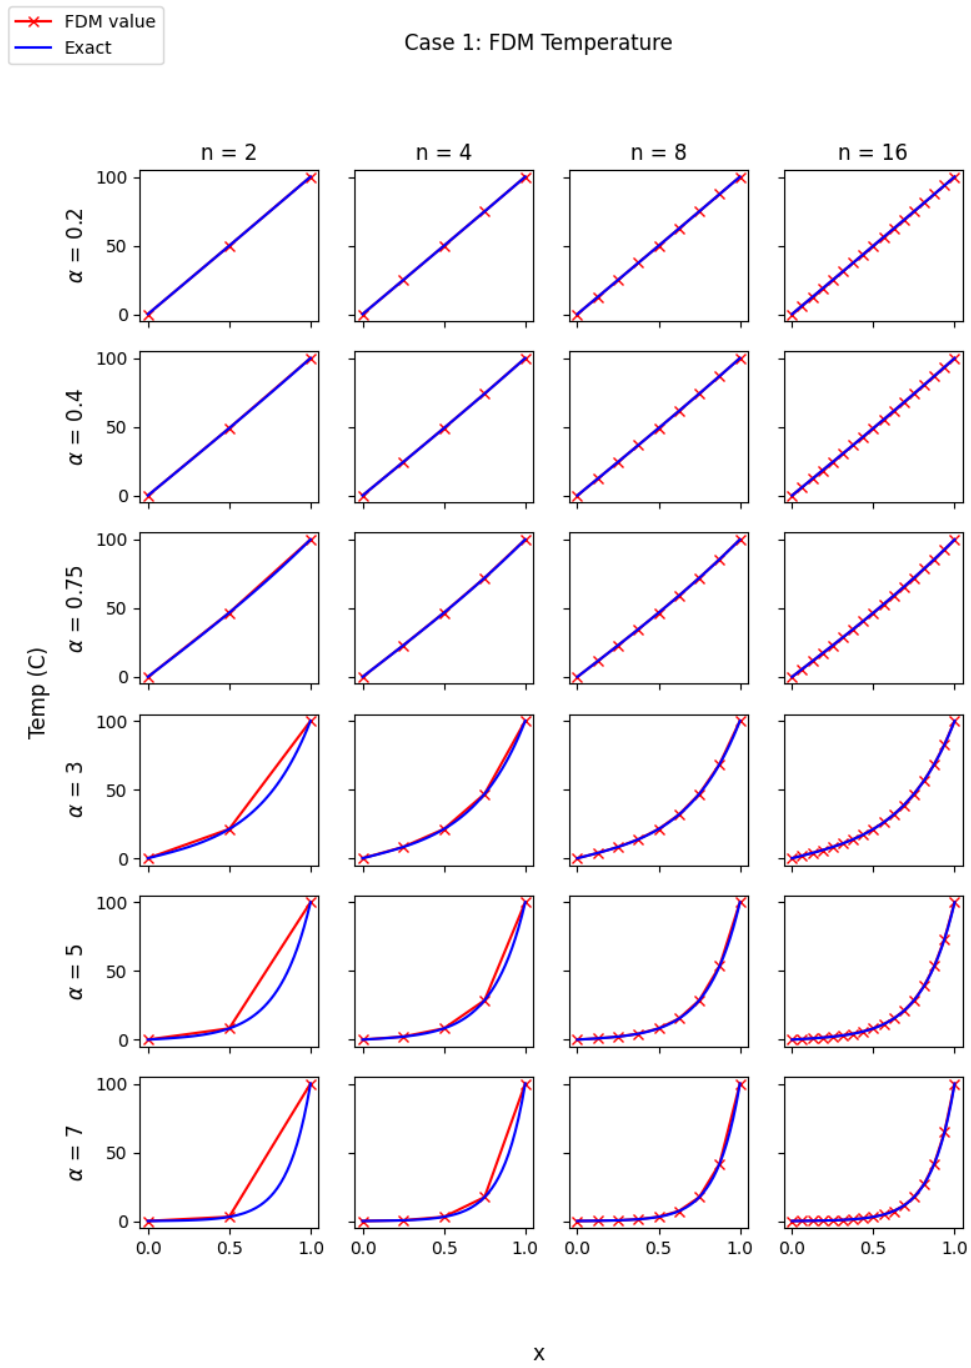 FDM value
Exact
Case 1: FDM Temperature
n = 2 n = 4 n = 8 n = 16
100
50
0
α = 0.2
100
50
0
α = 0.4
100
50
0
α = 0.75
Temp (C)
100
50
0
α = 3
100
50
0
α = 5
100
50
0
α = 7
0.0 0.5 1.0 0.0 0.5 1.0 0.0 0.5 1.0 0.0 0.5 1.0
x